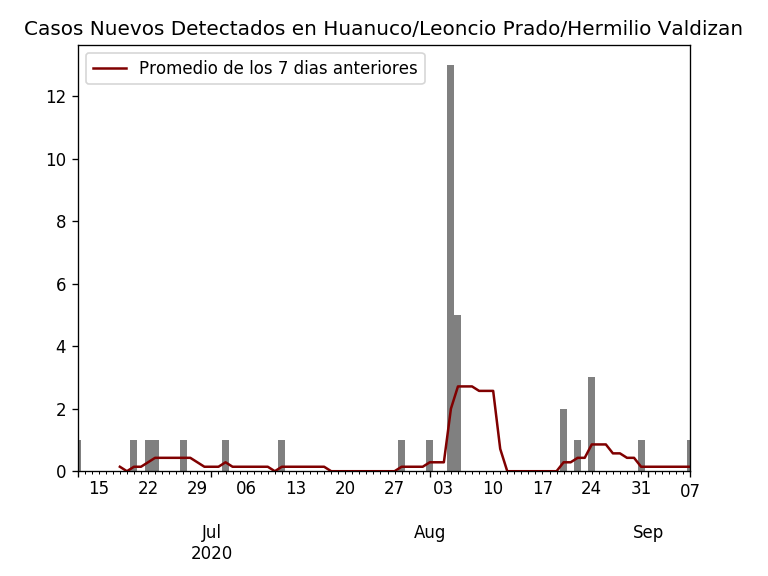 Casos Nuevos Detectados en Huanuco/Leoncio Prado/Hermilio Valdizan
Promedio de los 7 dias anteriores
12
10
8
6
4
2
0
15 22 29 06 13 20 27 03 10 17 24 31 07
Jul Aug Sep
2020